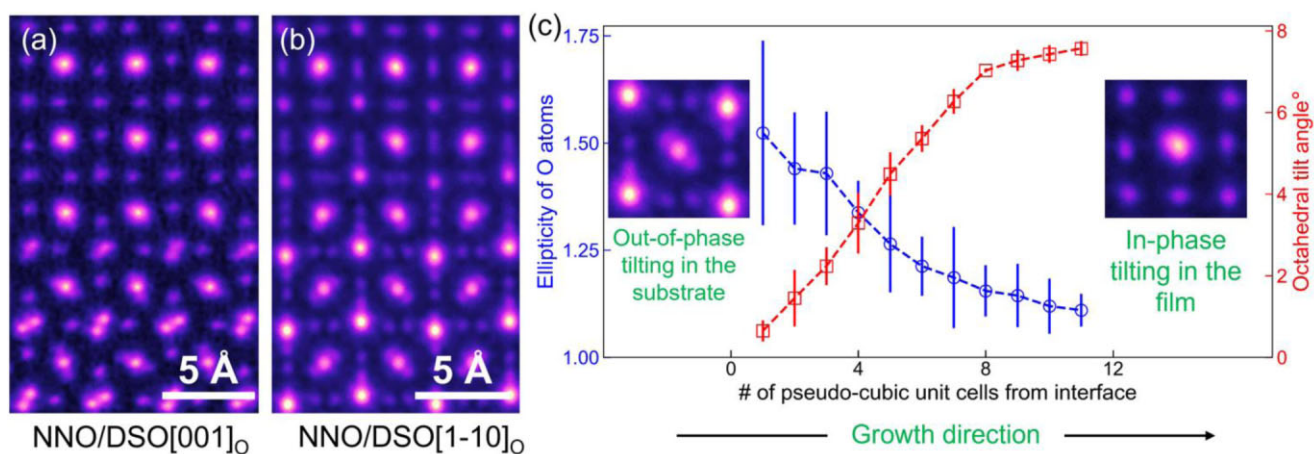 (a)
(b)
(c)
5 Å
5 Å
NNO/DSO[001]O
NNO/DSO[1-10]O
Ellipticity of O atoms
1.75
1.50
1.25
1.00
Out-of-phase
tilting in the
substrate
In-phase
tilting in the
film
8
6
4
2
0
Octahedral tilt angle°
0
4
8
12
# of pseudo-cubic unit cells from interface
Growth direction